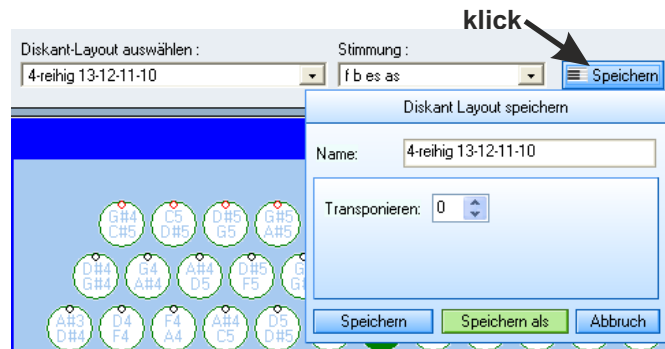 klick
Diskant-Layout auswählen :
Stimmung :
4-reihig 13-12-11-10
f b es as
Speichern
Diskant Layout speichern
Name:
4-reihig 13-12-11-10
Transponieren:
0
G#4 C5 D#5 G#5
C#5 D#5 G5 A#5
D#4 G4 A#4 D#5 G
G#4 A#4 D5 F5 G#
A#3 D4 F4 A#4 D5
D#4 F4 A4 C5 D#5
Speichern
Speichern als
Abbruch